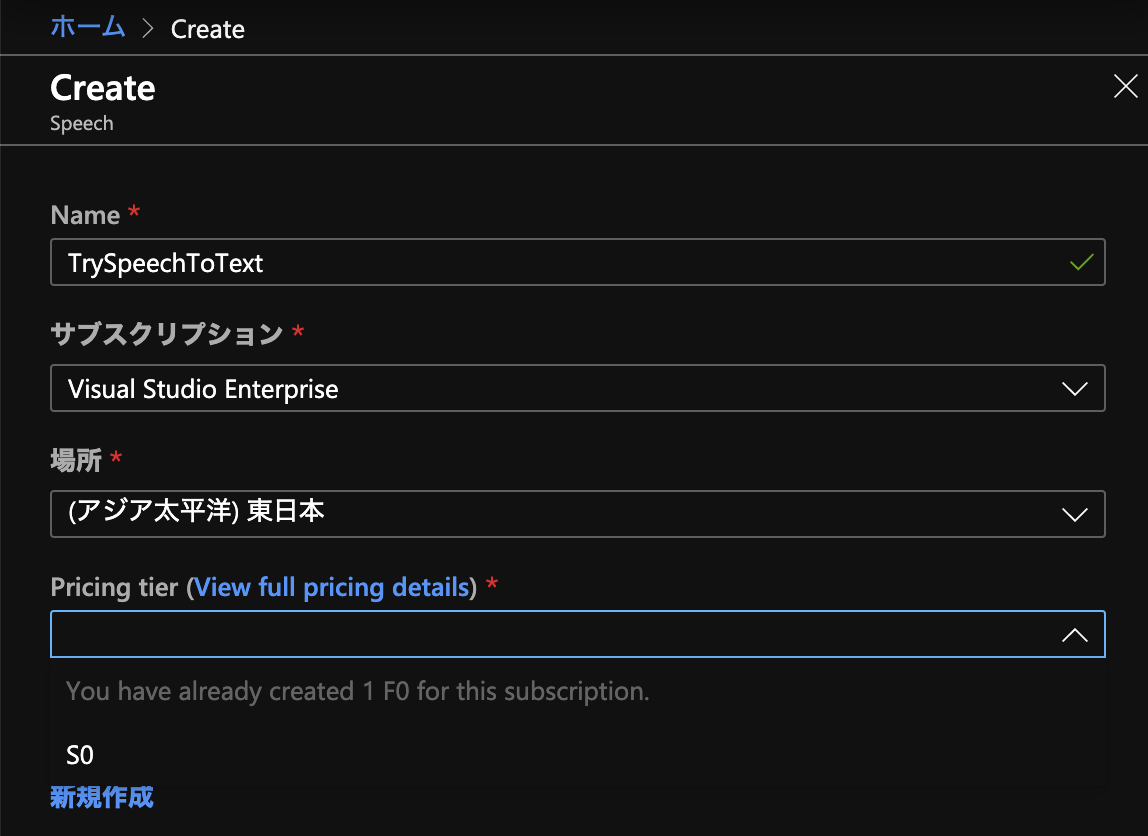 ホーム > Create
Create
Speech
Name *
TrySpeechToText
サブスクリプション *
Visual Studio Enterprise
場所 *
(アジア太平洋) 東日本
Pricing tier (View full pricing details) *
You have already created 1 F0 for this subscription.
S0
新規作成